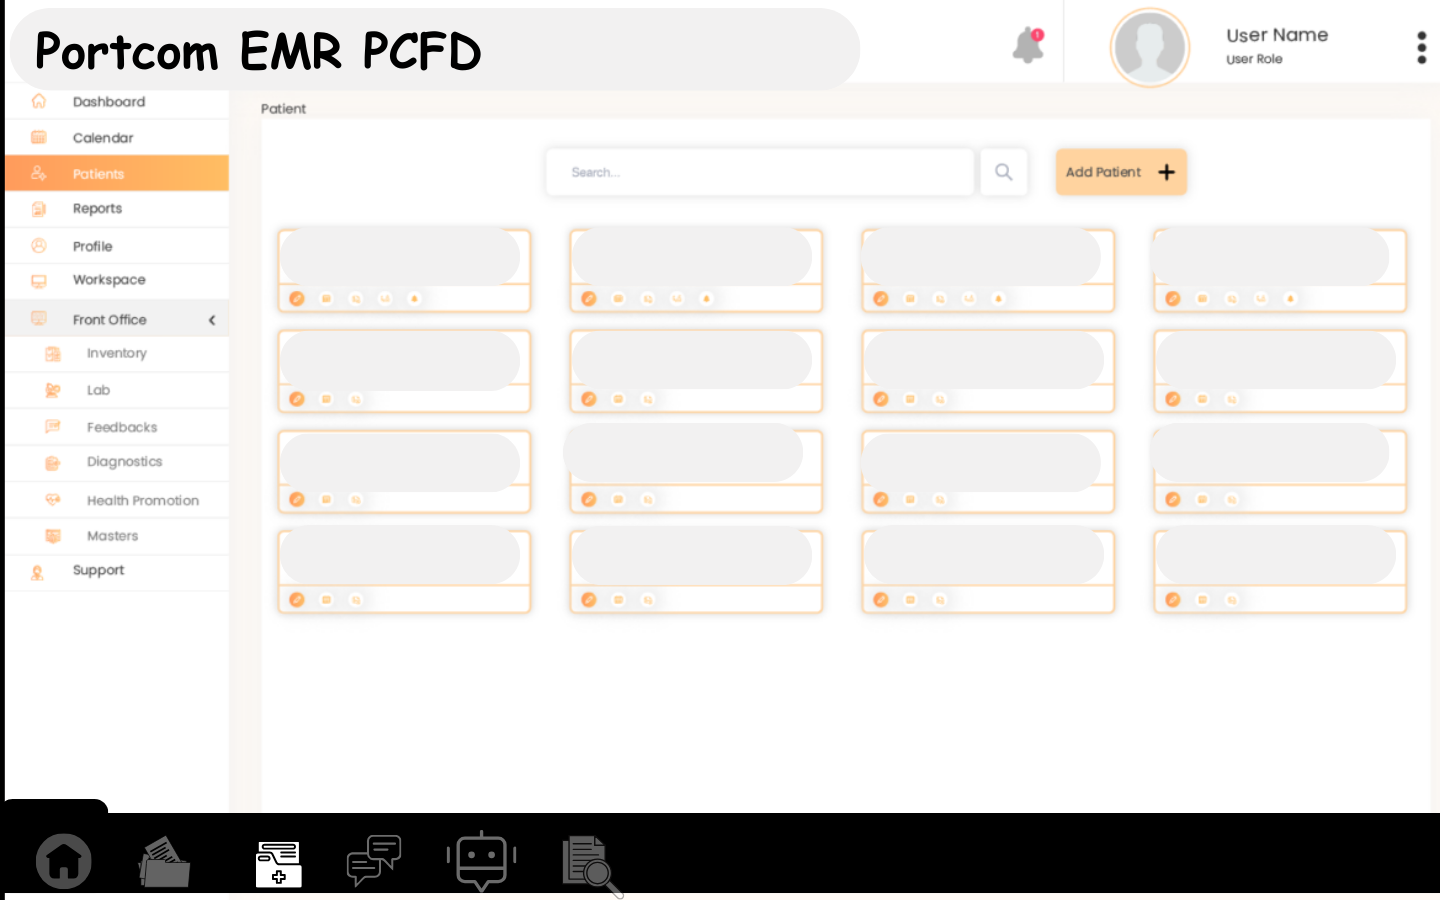 Portcom EMR PCFD
1
User Name
User Role
Dashboard
Calendar
Patients
Reports
Profile
Workspace
Front Office
Inventory
Lab
Feedbacks
Diagnostics
Health Promotion
Masters
Support
Patient
Search...
Add Patient